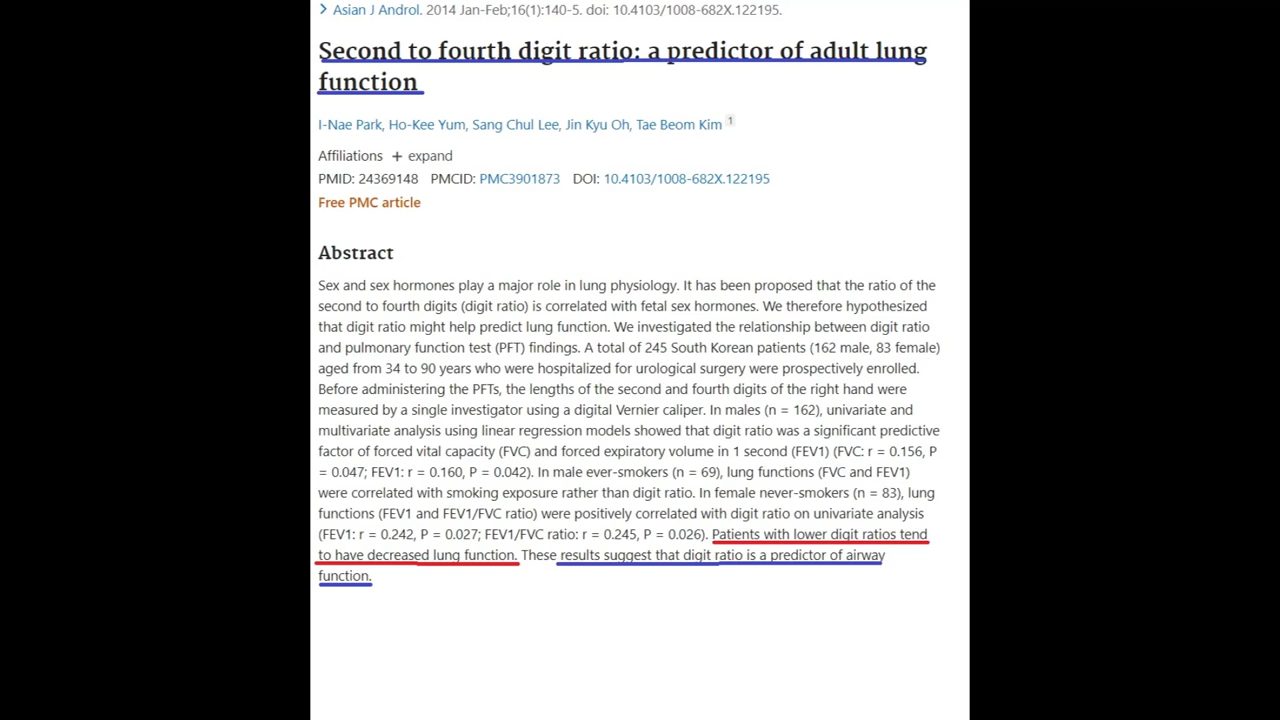 > Asian J Androl. 2014 Jan-Feb;16(1):140-5. doi: 10.4103/1008-682X.122195.
Second to fourth digit ratio: a predictor of adult lung
function
I-Nae Park, Ho-Kee Yum, Sang Chul Lee, Jin Kyu Oh, Tae Beom Kim 1
Affiliations + expand
PMID: 24369148 PMCID: PMC3901873 DOI: 10.4103/1008-682X.122195
Free PMC article
Abstract
Sex and sex hormones play a major role in lung physiology. It has been proposed that the ratio of the
second to fourth digits (digit ratio) is correlated with fetal sex hormones. We therefore hypothesized
that digit ratio might help predict lung function. We investigated the relationship between digit ratio
and pulmonary function test (PFT) findings. A total of 245 South Korean patients (162 male, 83 female)
aged from 34 to 90 years who were hospitalized for urological surgery were prospectively enrolled.
Before administering the PFTs, the lengths of the second and fourth digits of the right hand were
measured by a single investigator using a digital Vernier caliper. In males (n = 162), univariate and
multivariate analysis using linear regression models showed that digit ratio was a significant predictive
factor of forced vital capacity (FVC) and forced expiratory volume in 1 second (FEV1) (FVC: r = 0.156, P
= 0.047; FEV1: r = 0.160, P = 0.042). In male ever-smokers (n = 69), lung functions (FVC and FEV1)
were correlated with smoking exposure rather than digit ratio. In female never-smokers (n = 83), lung
functions (FEV1 and FEV1/FVC ratio) were positively correlated with digit ratio on univariate analysis
(FEV1: r = 0.242, P = 0.027; FEV1/FVC ratio: r = 0.245, P = 0.026). Patients with lower digit ratios tend
to have decreased lung function. These results suggest that digit ratio is a predictor of airway
function.